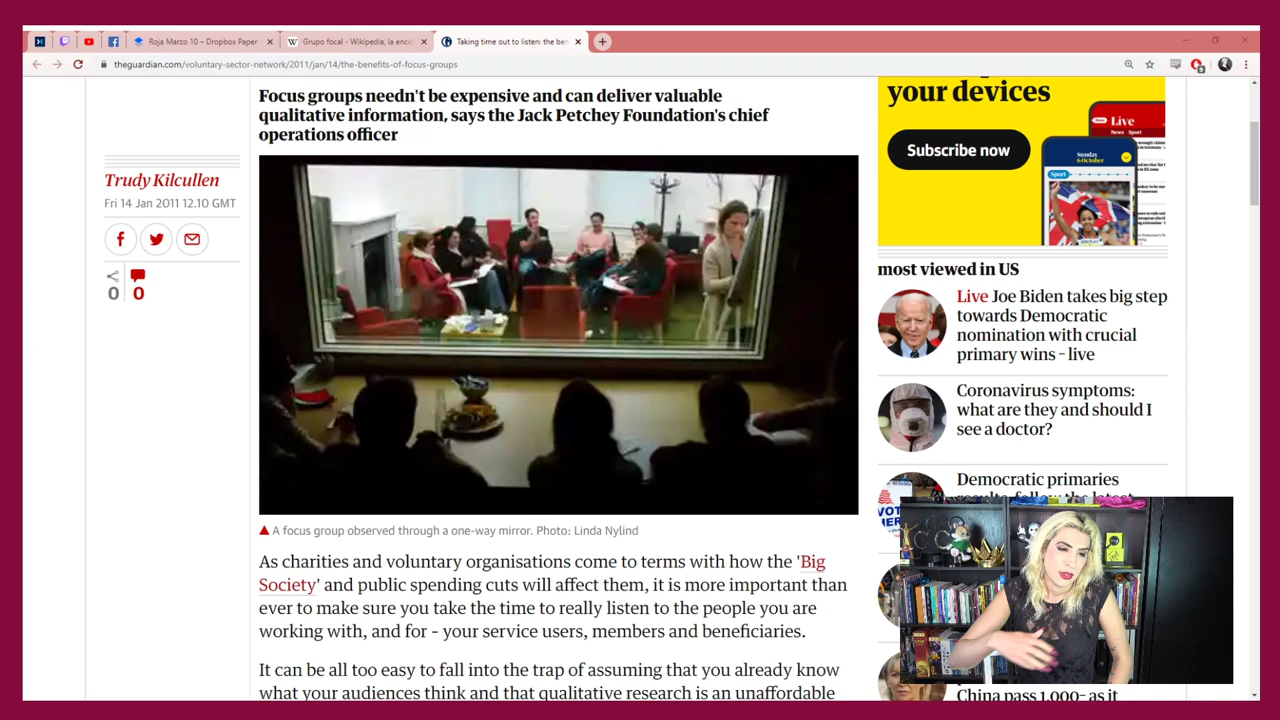 Roja Marzo 10 – Dropbox Paper
Grupo focal - Wikipedia, la enci
Taking time out to listen: the ben
theguardian.com/voluntary-sector-network/2011/jan/14/the-benefits-of-focus-groups
Focus groups needn't be expensive and can deliver valuable
qualitative information, says the Jack Petchey Foundation's chief
operations officer
Trudy Kilcullen
Fri 14 Jan 2011 12.10 GMT
0 0
A focus group observed through a one-way mirror. Photo: Linda Nylind
As charities and voluntary organisations come to terms with how the 'Big
Society' and public spending cuts will affect them, it is more important than
ever to make sure you take the time to really listen to the people you are
working with, and for – your service users, members and beneficiaries.
It can be all too easy to fall into the trap of assuming that you already know
what your audiences think and that qualitative research is an unaffordable
your devices
Subscribe now
Live
News Sport
Sunday
6 October
Sport
most viewed in US
Live Joe Biden takes big step
towards Democratic
nomination with crucial
primary wins – live
Coronavirus symptoms:
what are they and should I
see a doctor?
Democratic primaries
China pass 1,000– as it